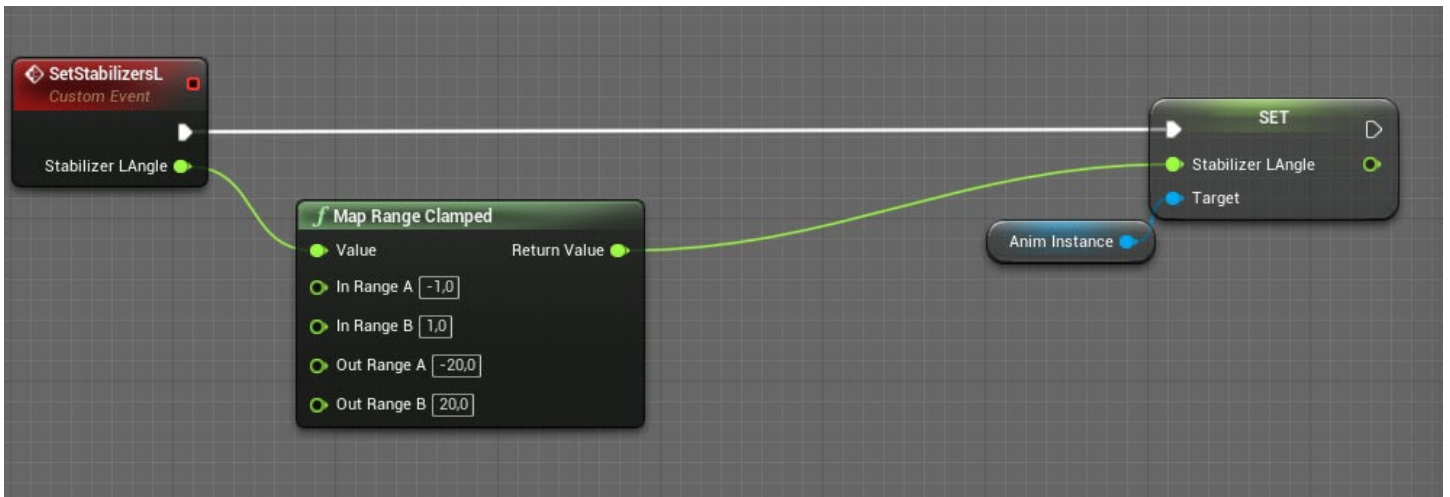 SetStabilizersL
Custom Event
Stabilizer LAngle
f Map Range Clamped
Value Return Value
In Range A -1,0
In Range B 1,0
Out Range A -20,0
Out Range B 20,0
Anim Instance
SET
Stabilizer LAngle
Target